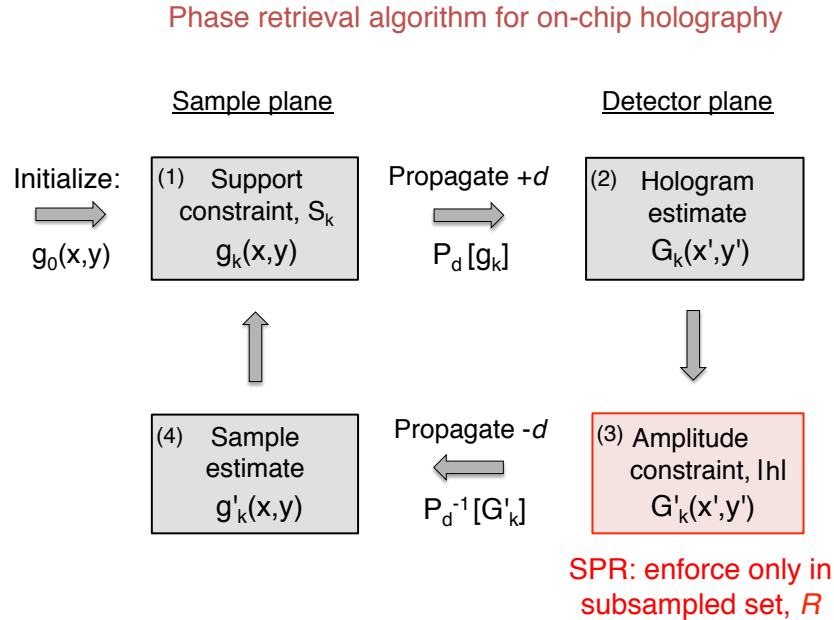 Phase retrieval algorithm for on-chip holography
Sample plane
Detector plane
Initialize:
g₀(x,y)
(1) Support
constraint, Sₖ
gₖ(x,y)
Propagate +d
P_d [gₖ]
(2) Hologram
estimate
Gₖ(x',y')
(4) Sample
estimate
g'ₖ(x,y)
Propagate -d
P_d⁻¹ [G'ₖ]
(3) Amplitude
constraint, |h|
G'ₖ(x',y')
SPR: enforce only in
subsampled set, R